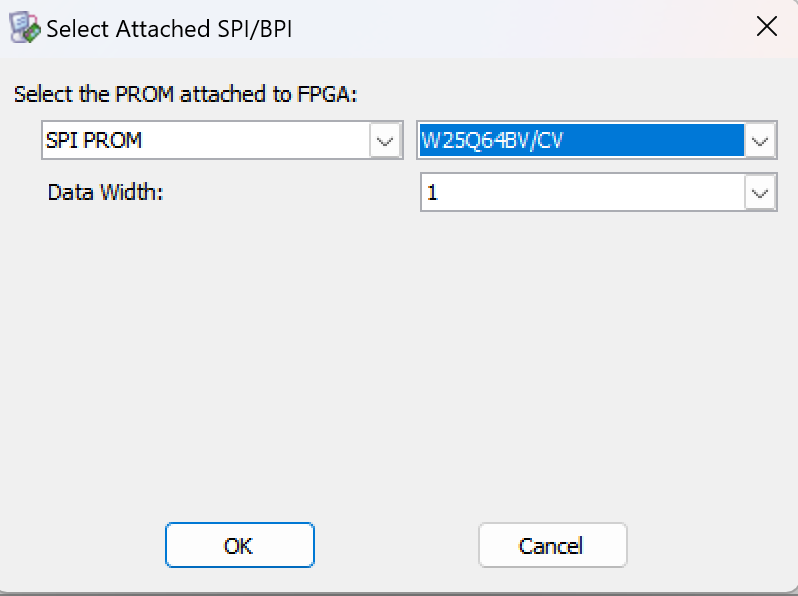 Select Attached SPI/BPI
Select the PROM attached to FPGA:
SPI PROM W25Q64BV/CV
Data Width: 1
OK Cancel